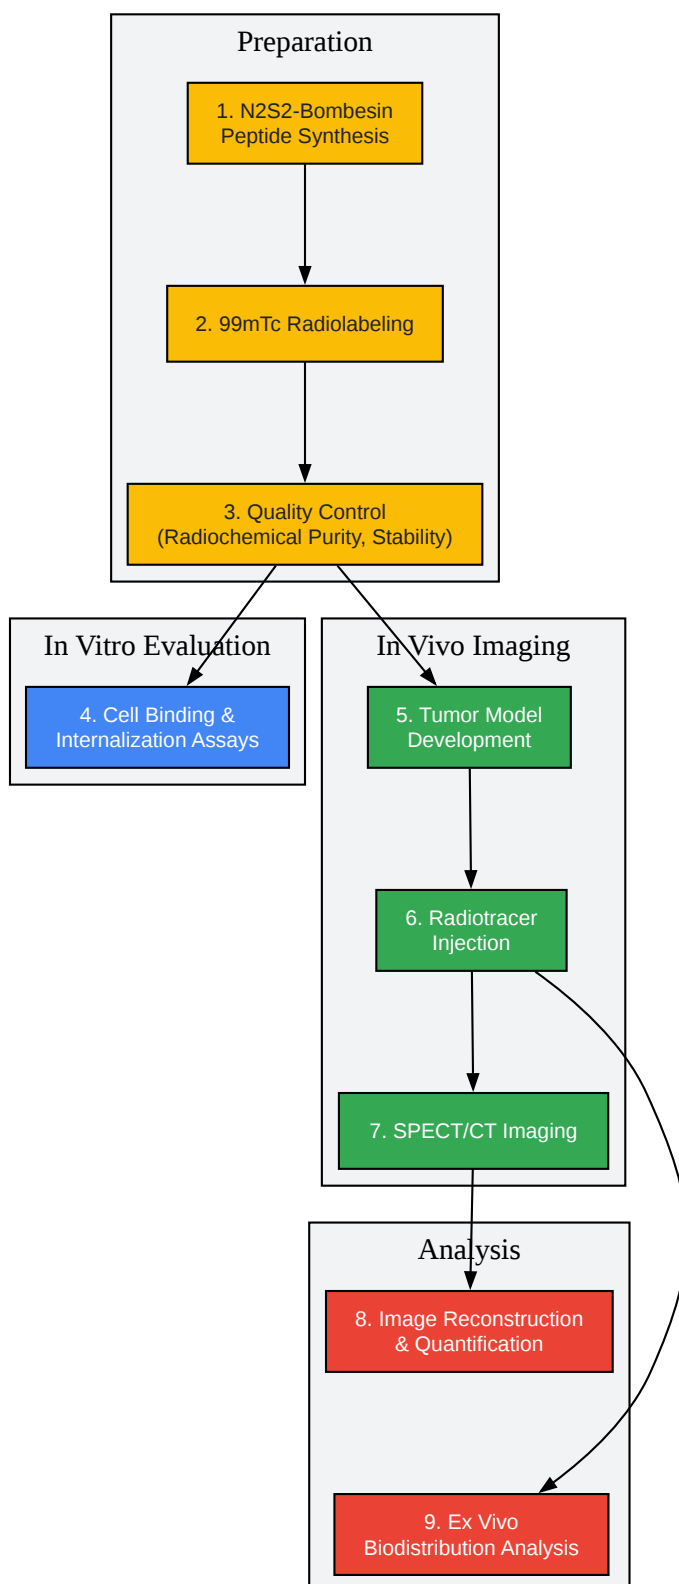 Preparation
1. N2S2-Bombesin
Peptide Synthesis
2. 99mTc Radiolabeling
3. Quality Control
(Radiochemical Purity, Stability)
In Vitro Evaluation
4. Cell Binding &
Internalization Assays
In Vivo Imaging
5. Tumor Model
Development
6. Radiotracer
Injection
7. SPECT/CT Imaging
Analysis
8. Image Reconstruction
& Quantification
9. Ex Vivo
Biodistribution Analysis